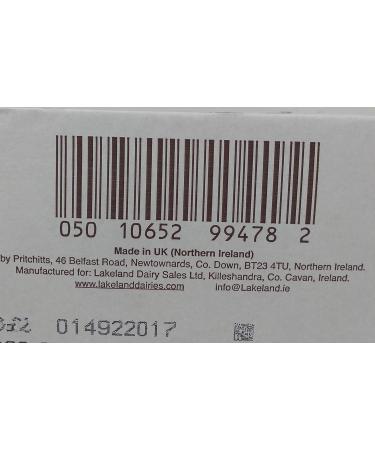 050 10652 99478 2
Made in UK (Northern Ireland)
by Pritchitts, 46 Belfast Road, Newtownards, Co. Down, BT23 4TU, Northern Ireland.
Manufactured for: Lakeland Dairy Sales Ltd, Killeshandra, Co. Cavan, Ireland.
www.lakelanddairies.com info@Lakeland.ie
014922017